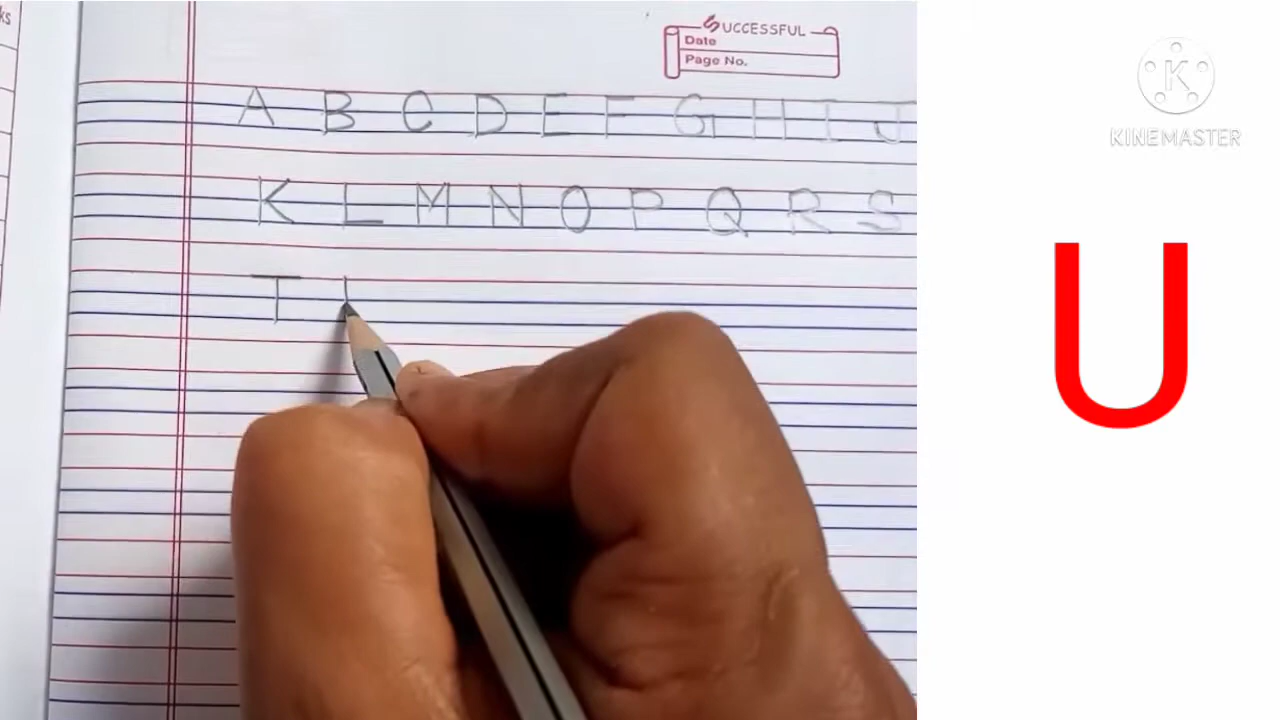 SUCCESSFUL
Date
Page No.
A B C D E F G H I J
K L M N O P Q R S
T
U
K
KINEMASTER